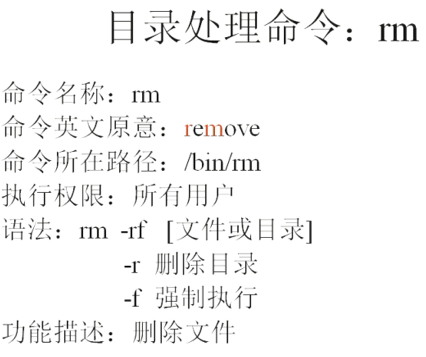 目录处理命令：rm
命令名称：rm
命令英文原意：remove
命令所在路径：/bin/rm
执行权限：所有用户
语法：rm -rf [文件或目录]
-r 删除目录
-f 强制执行
功能描述：删除文件